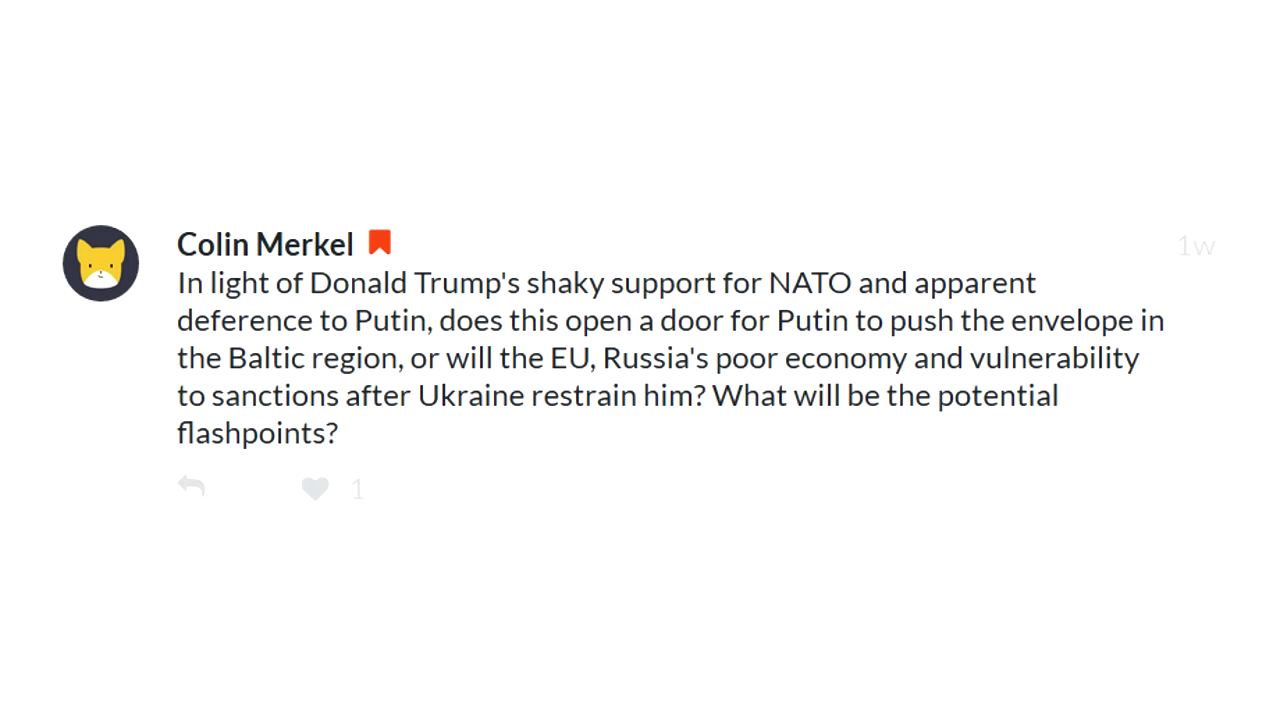 Colin Merkel
1w
In light of Donald Trump's shaky support for NATO and apparent
deference to Putin, does this open a door for Putin to push the envelope in
the Baltic region, or will the EU, Russia's poor economy and vulnerability
to sanctions after Ukraine restrain him? What will be the potential
flashpoints?
1